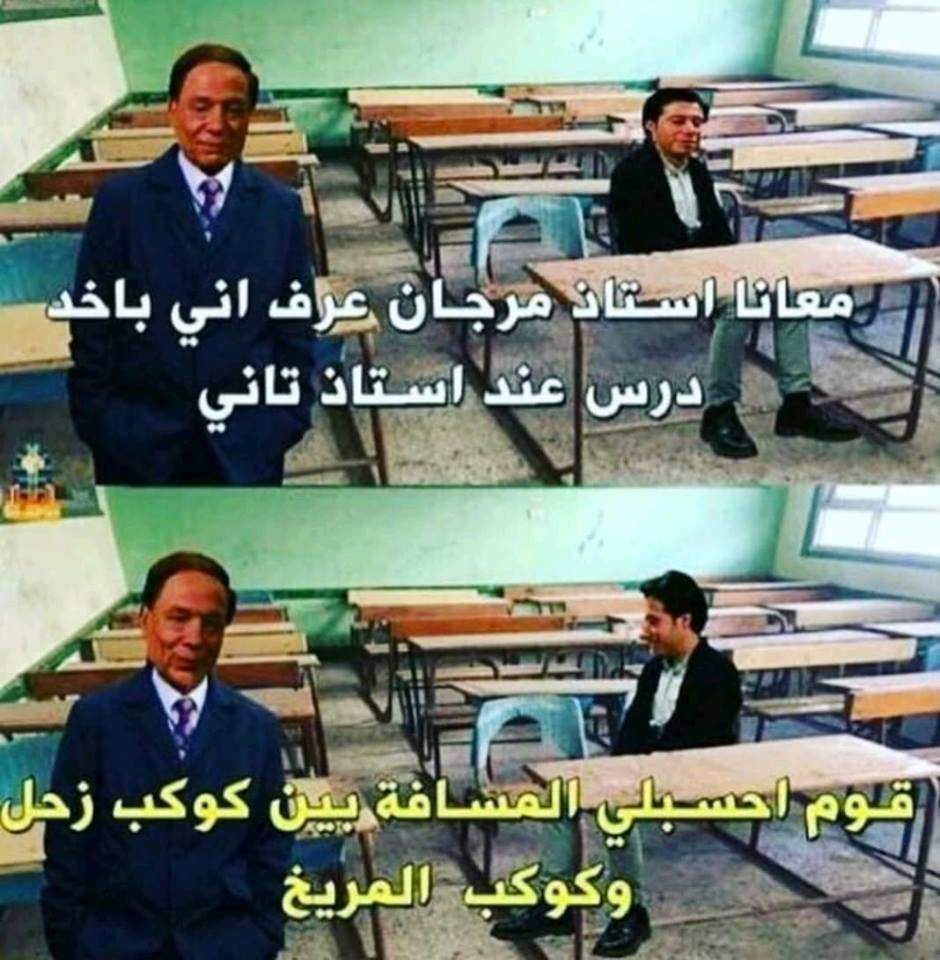 معانا استاذ مرجان عرف اني باخد
درس عند استاذ تاني
قوم احسبلي المسافة بين كوكب زحل
وكوكب المريخ